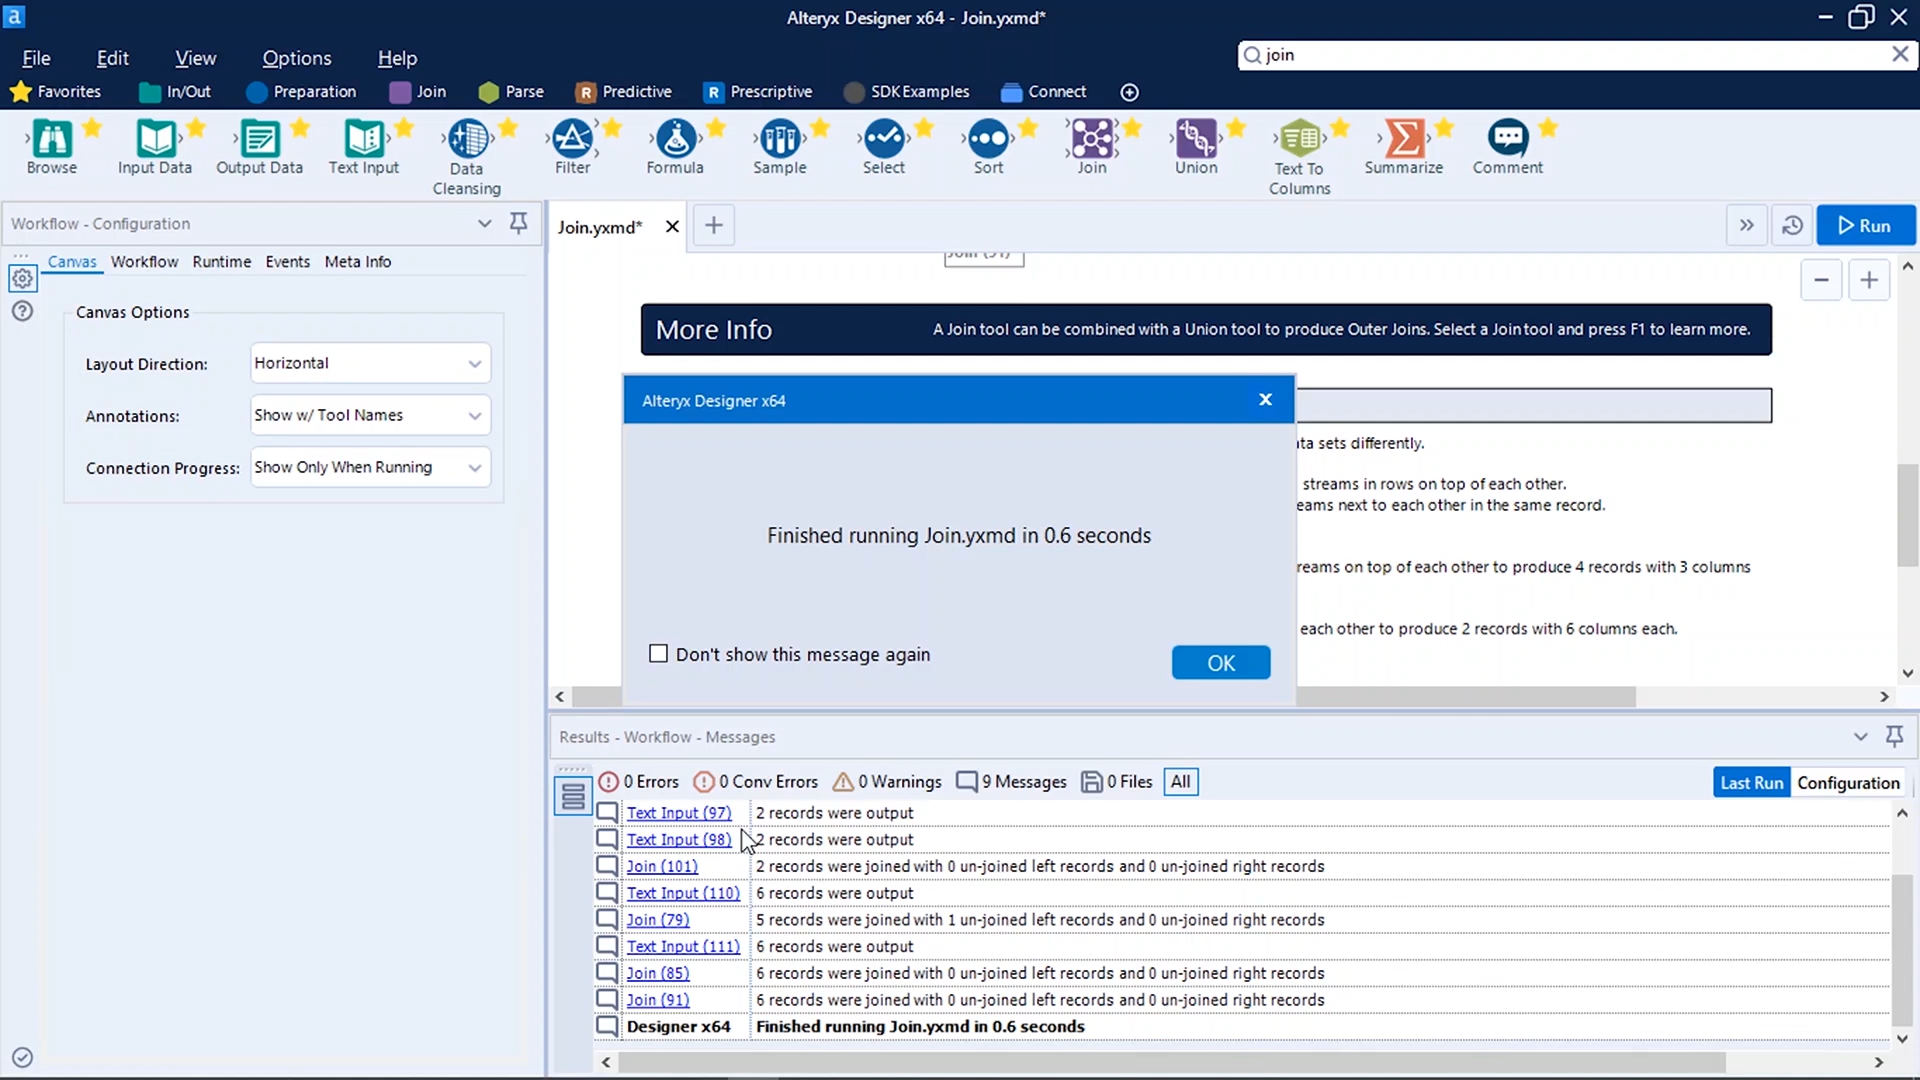 Alteryx Designer x64 - Join.yxmd*
File Edit View Options Help
join
Favorites In/Out Preparation Join Parse Predictive Prescriptive SDKExamples Connect
Browse Input Data Output Data Text Input Data Cleansing Filter Formula Sample Select Sort Join Union Text To Columns Summarize Comment
Workflow - Configuration
Join.yxmd*
Run
Canvas Workflow Runtime Events Meta Info
Canvas Options
Layout Direction: Horizontal
Annotations: Show w/ Tool Names
Connection Progress: Show Only When Running
Join (91)
More Info
A Join tool can be combined with a Union tool to produce Outer Joins. Select a Join tool and press F1 to learn more.
Alteryx Designer x64
Finished running Join.yxmd in 0.6 seconds
Don't show this message again
OK
sets differently.
streams in rows on top of each other.
next to each other in the same record.
on top of each other to produce 4 records with 3 columns
each other to produce 2 records with 6 columns each.
Results - Workflow - Messages
0 Errors 0 Conv Errors 0 Warnings 9 Messages 0 Files All
Last Run Configuration
Text Input (97) 2 records were output
Text Input (98) 2 records were output
Join (101) 2 records were joined with 0 un-joined left records and 0 un-joined right records
Text Input (110) 6 records were output
Join (79) 5 records were joined with 1 un-joined left records and 0 un-joined right records
Text Input (111) 6 records were output
Join (85) 6 records were joined with 0 un-joined left records and 0 un-joined right records
Join (91) 6 records were joined with 0 un-joined left records and 0 un-joined right records
Designer x64 Finished running Join.yxmd in 0.6 seconds